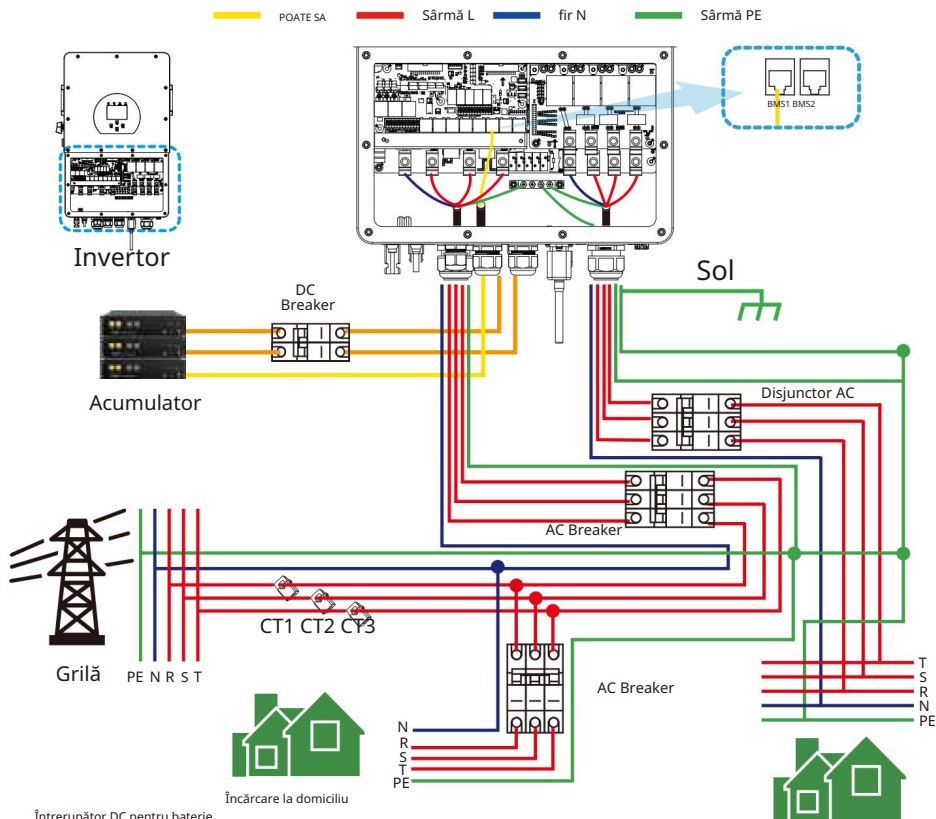 POATE SA
Sârmă L
fir N
Sârmă PE
BMS1 BMS2
Invertor
Sol
DC
Breaker
Disjunctor AC
Acumulator
AC Breaker
CT1 CT2 CT3
Grilă
PE N R S T
AC Breaker
T
S
R
N
PE
N
R
S
T
PE
Încărcare la domiciliu
Întrerupător DC pentru baterie